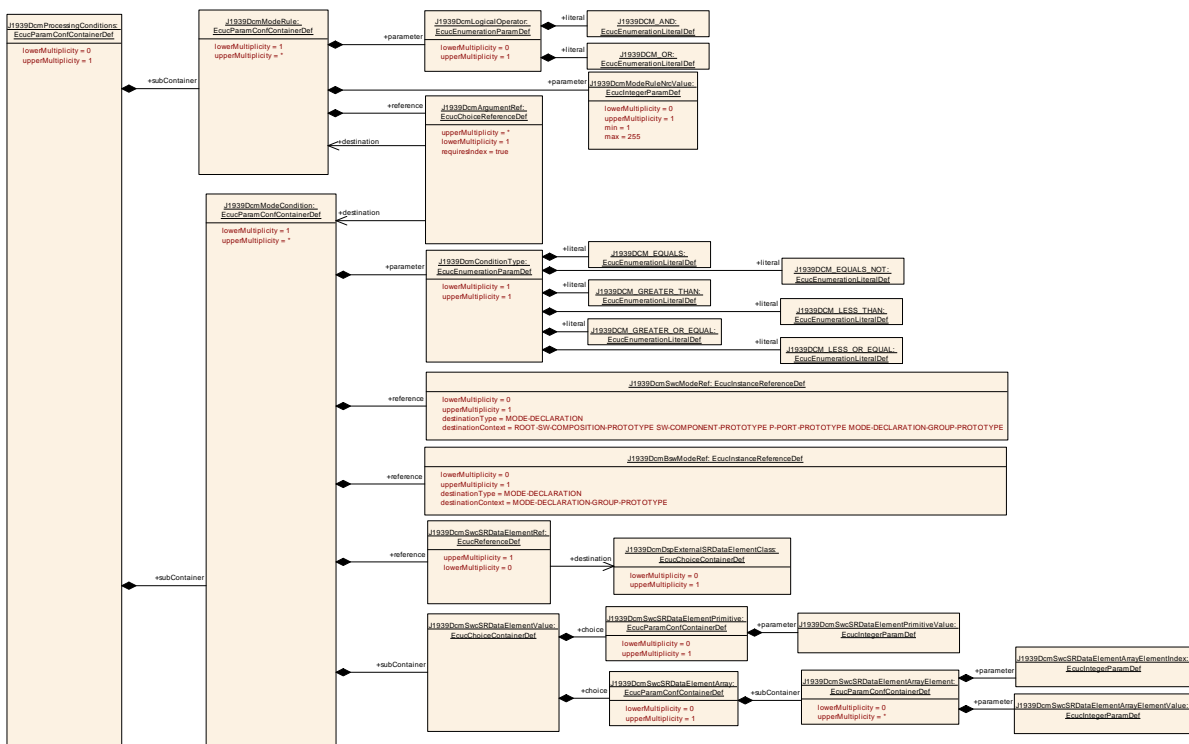 J1939DcmProcessingConditions:
EcucParamConfContainerDef
lowerMultiplicity = 0
upperMultiplicity = 1
+subContainer
J1939DcmModeRule:
EcucParamConfContainerDef
lowerMultiplicity = 1
upperMultiplicity = *
+parameter
J1939DcmLogicalOperator:
EcucEnumerationParamDef
lowerMultiplicity = 0
upperMultiplicity = 1
+literal
J1939DCM_AND:
EcucEnumerationLiteralDef
+literal
J1939DCM_OR:
EcucEnumerationLiteralDef
+parameter
J1939DcmModeRuleNrcValue:
EcucIntegerParamDef
lowerMultiplicity = 0
upperMultiplicity = 1
min = 1
max = 255
+reference
J1939DcmArgumentRef:
EcucChoiceReferenceDef
upperMultiplicity = *
lowerMultiplicity = 1
requiresIndex = true
+destination
+destination
+subContainer
J1939DcmModeCondition:
EcucParamConfContainerDef
lowerMultiplicity = 1
upperMultiplicity = *
+parameter
J1939DcmConditionType:
EcucEnumerationParamDef
lowerMultiplicity = 1
upperMultiplicity = 1
+literal
J1939DCM_EQUALS:
EcucEnumerationLiteralDef
+literal
J1939DCM_EQUALS_NOT:
EcucEnumerationLiteralDef
+literal
J1939DCM_GREATER_THAN:
EcucEnumerationLiteralDef
+literal
J1939DCM_LESS_THAN:
EcucEnumerationLiteralDef
+literal
J1939DCM_GREATER_OR_EQUAL:
EcucEnumerationLiteralDef
+literal
J1939DCM_LESS_OR_EQUAL:
EcucEnumerationLiteralDef
+reference
J1939DcmSwcModeRef: EcucInstanceReferenceDef
lowerMultiplicity = 0
upperMultiplicity = 1
destinationType = MODE-DECLARATION
destinationContext = ROOT-SW-COMPOSITION-PROTOTYPE SW-COMPONENT-PROTOTYPE P-PORT-PROTOTYPE MODE-DECLARATION-GROUP-PROTOTYPE
+reference
J1939DcmBswModeRef: EcucInstanceReferenceDef
lowerMultiplicity = 0
upperMultiplicity = 1
destinationType = MODE-DECLARATION
destinationContext = MODE-DECLARATION-GROUP-PROTOTYPE
+reference
J1939DcmSwcSRDataElementRef:
EcucReferenceDef
upperMultiplicity = 1
lowerMultiplicity = 0
+destination
J1939DcmDspExternalSRDataElementClass:
EcucChoiceContainerDef
lowerMultiplicity = 0
upperMultiplicity = 1
+subContainer
J1939DcmSwcSRDataElementValue:
EcucChoiceContainerDef
+choice
J1939DcmSwcSRDataElementPrimitive:
EcucParamConfContainerDef
lowerMultiplicity = 0
upperMultiplicity = 1
+parameter
J1939DcmSwcSRDataElementPrimitiveValue:
EcucIntegerParamDef
+choice
J1939DcmSwcSRDataElementArray:
EcucParamConfContainerDef
lowerMultiplicity = 0
upperMultiplicity = 1
+subContainer
J1939DcmSwcSRDataElementArrayElement:
EcucParamConfContainerDef
lowerMultiplicity = 0
upperMultiplicity = *
+parameter
J1939DcmSwcSRDataElementArrayElementIndex:
EcucIntegerParamDef
+parameter
J1939DcmSwcSRDataElementArrayElementValue:
EcucIntegerParamDef